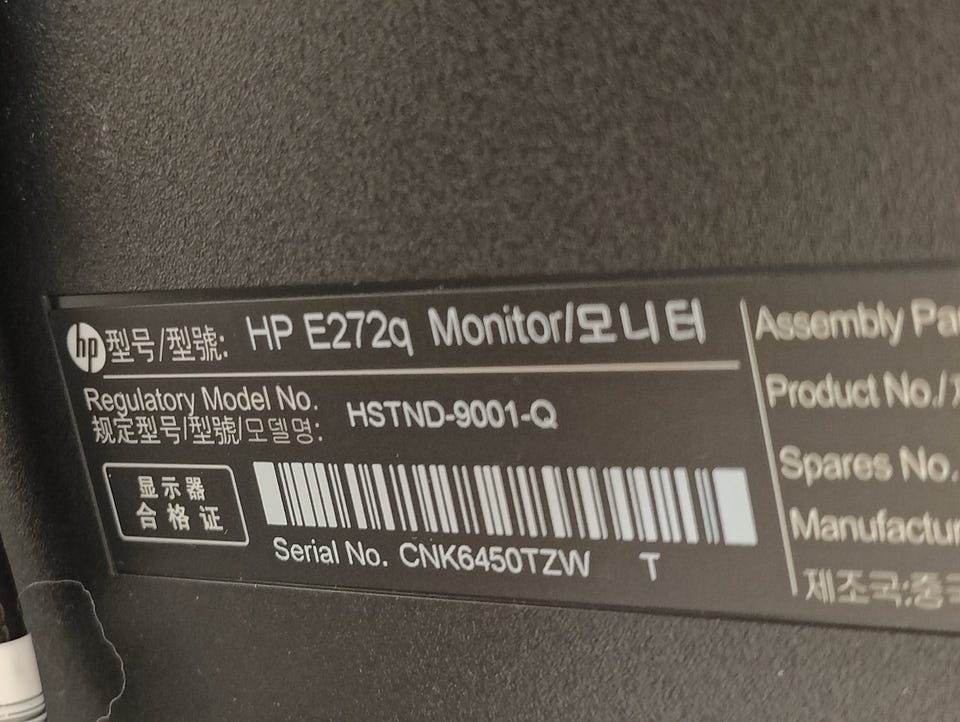 hp 型号/型號: HP E272q Monitor/모니터
Regulatory Model No.
规定型号/型號/모델명: HSTND-9001-Q
显示器
合格证
Serial No. CNK6450TZW T
Assembly
Product No./
Spares No.
제조국:중국